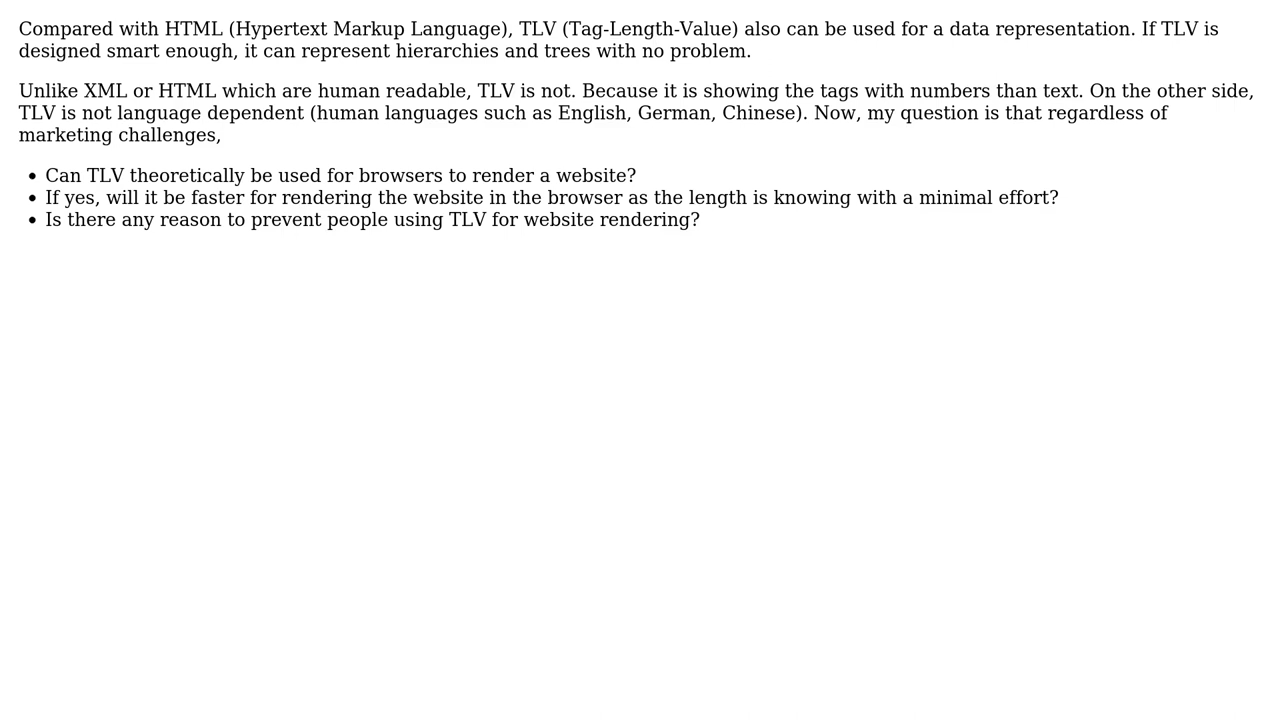 Compared with HTML (Hypertext Markup Language), TLV (Tag-Length-Value) also can be used for a data representation. If TLV is
designed smart enough, it can represent hierarchies and trees with no problem.
Unlike XML or HTML which are human readable, TLV is not. Because it is showing the tags with numbers than text. On the other side,
TLV is not language dependent (human languages such as English, German, Chinese). Now, my question is that regardless of
marketing challenges,
• Can TLV theoretically be used for browsers to render a website?
• If yes, will it be faster for rendering the website in the browser as the length is knowing with a minimal effort?
• Is there any reason to prevent people using TLV for website rendering?